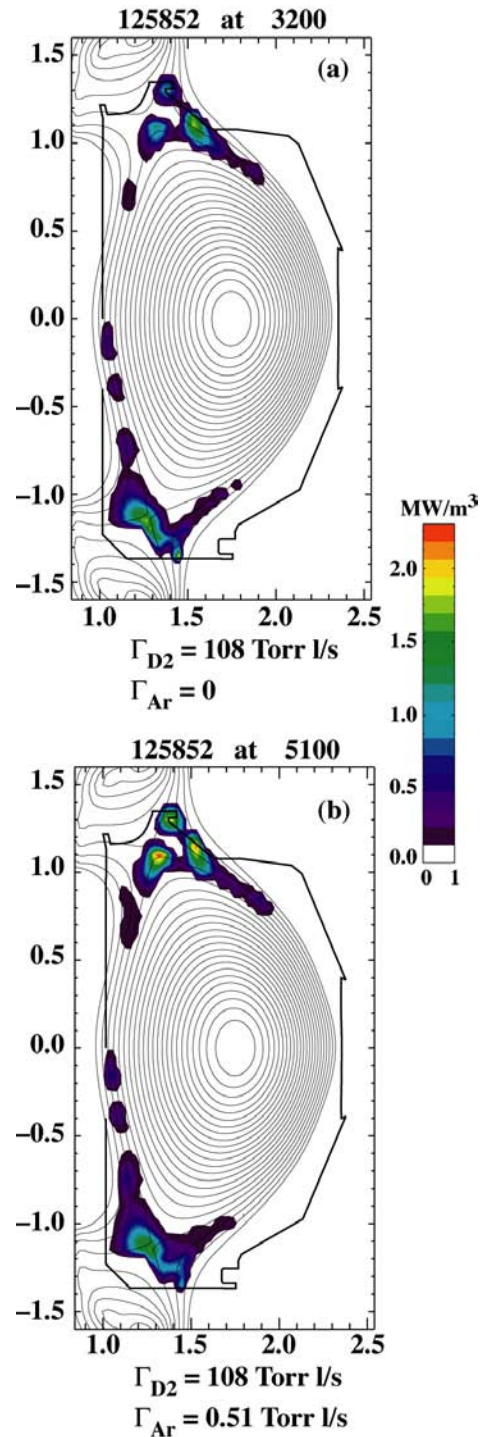 125852 at 3200
(a)
1.5
1.0
0.5
0.0
−0.5
−1.0
−1.5
1.0 1.5 2.0 2.5
Γ_D2 = 108 Torr l/s
Γ_Ar = 0
MW/m³
2.0
1.5
1.0
0.5
0.0
0 1
125852 at 5100
(b)
1.5
1.0
0.5
0.0
−0.5
−1.0
−1.5
1.0 1.5 2.0 2.5
Γ_D2 = 108 Torr l/s
Γ_Ar = 0.51 Torr l/s